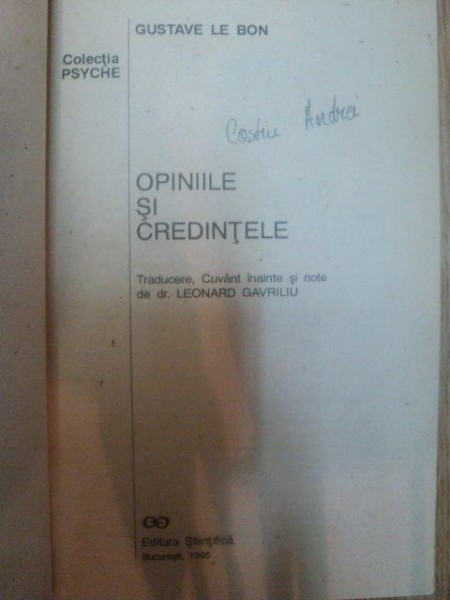 GUSTAVE LE BON
Colecția
PSYCHE
Andrei
OPINIILE
ȘI
CREDINȚELE
Traducere, Cuvânt înainte și note
de dr. LEONARD GAVRILIU
Editura Științifică
București, 1995